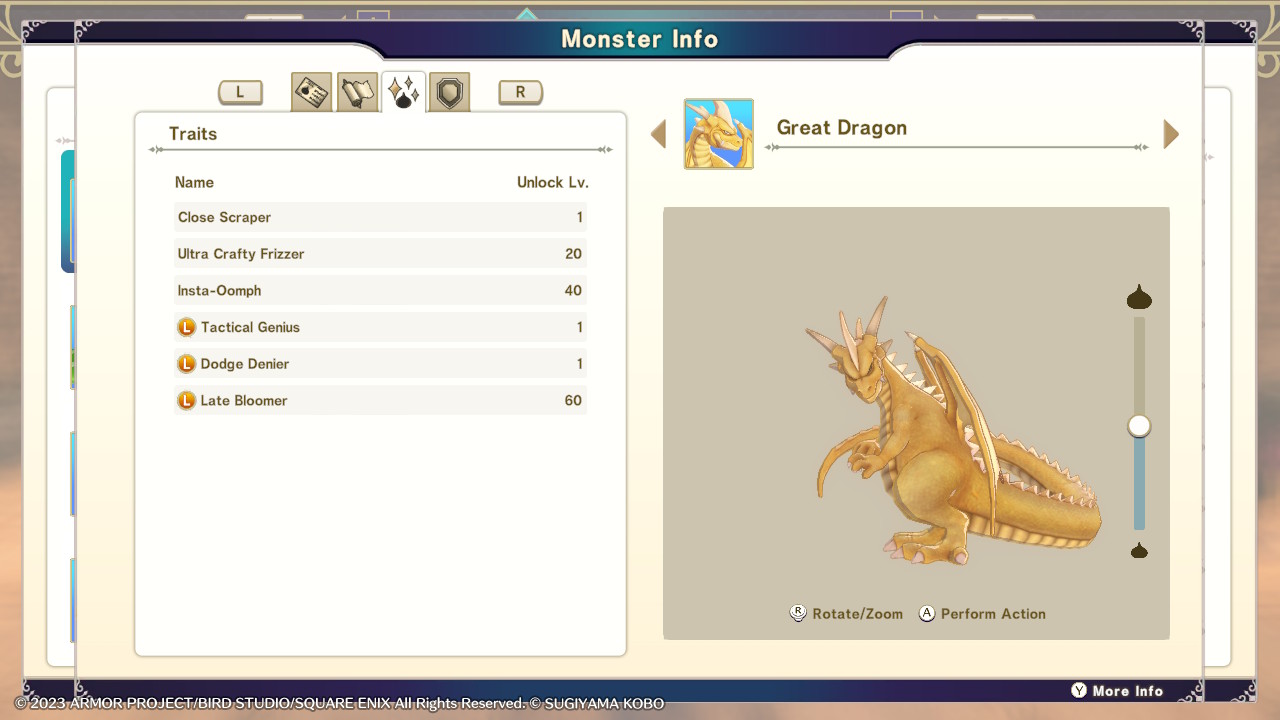 Monster Info
L
R
Traits
Name Unlock Lv.
Close Scraper 1
Ultra Crafty Frizzer 20
Insta-Oomph 40
L Tactical Genius 1
L Dodge Denier 1
L Late Bloomer 60
Great Dragon
R Rotate/Zoom A Perform Action
Y More Info
© 2023 ARMOR PROJECT/BIRD STUDIO/SQUARE ENIX All Rights Reserved. © SUGIYAMA KOBO